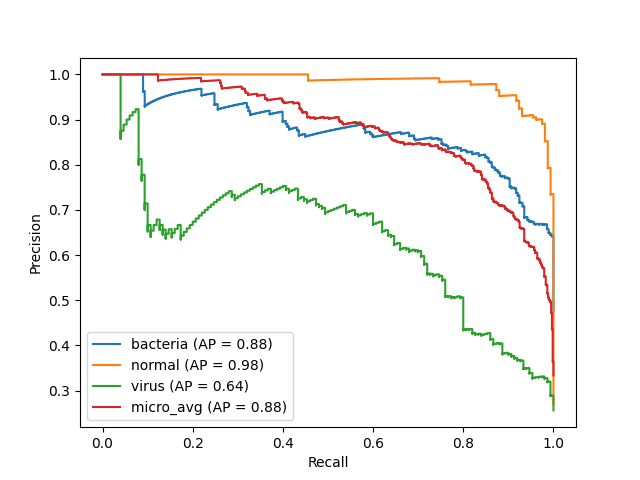 1.0
0.9
0.8
0.7
0.6
0.5
0.4
0.3
Precision
bacteria (AP = 0.88)
normal (AP = 0.98)
virus (AP = 0.64)
micro_avg (AP = 0.88)
0.0 0.2 0.4 0.6 0.8 1.0
Recall